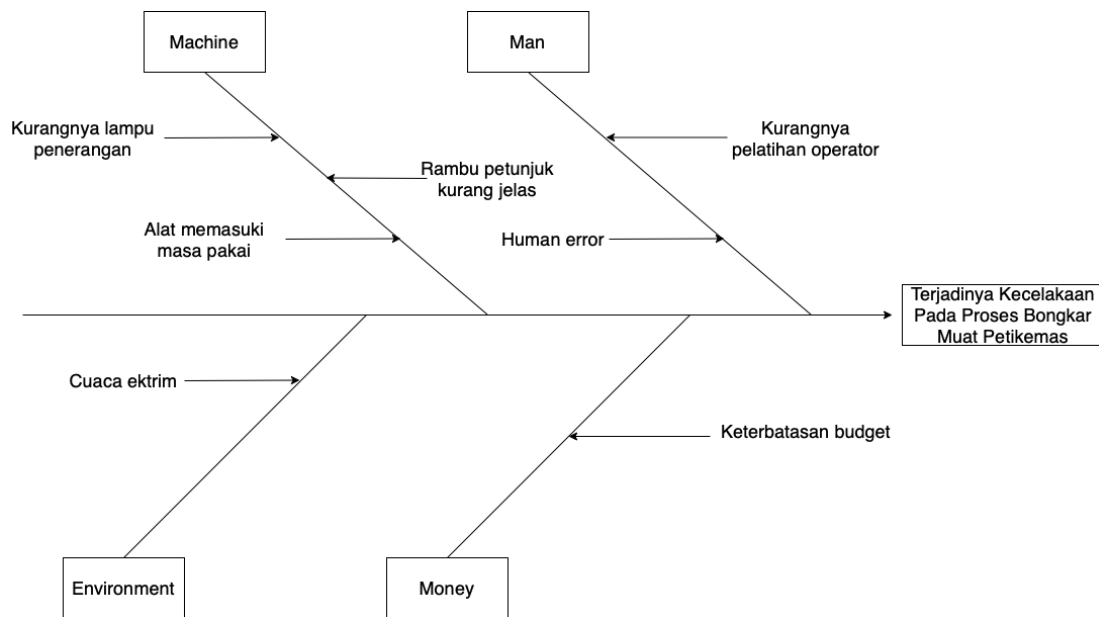 Machine
Man
Kurangnya lampu
penerangan
Kurangnya
pelatihan operator
Rambu petunjuk
kurang jelas
Alat memasuki
masa pakai
Human error
Terjadinya Kecelakaan
Pada Proses Bongkar
Muat Petikemas
Cuaca ektrim
Keterbatasan budget
Environment
Money